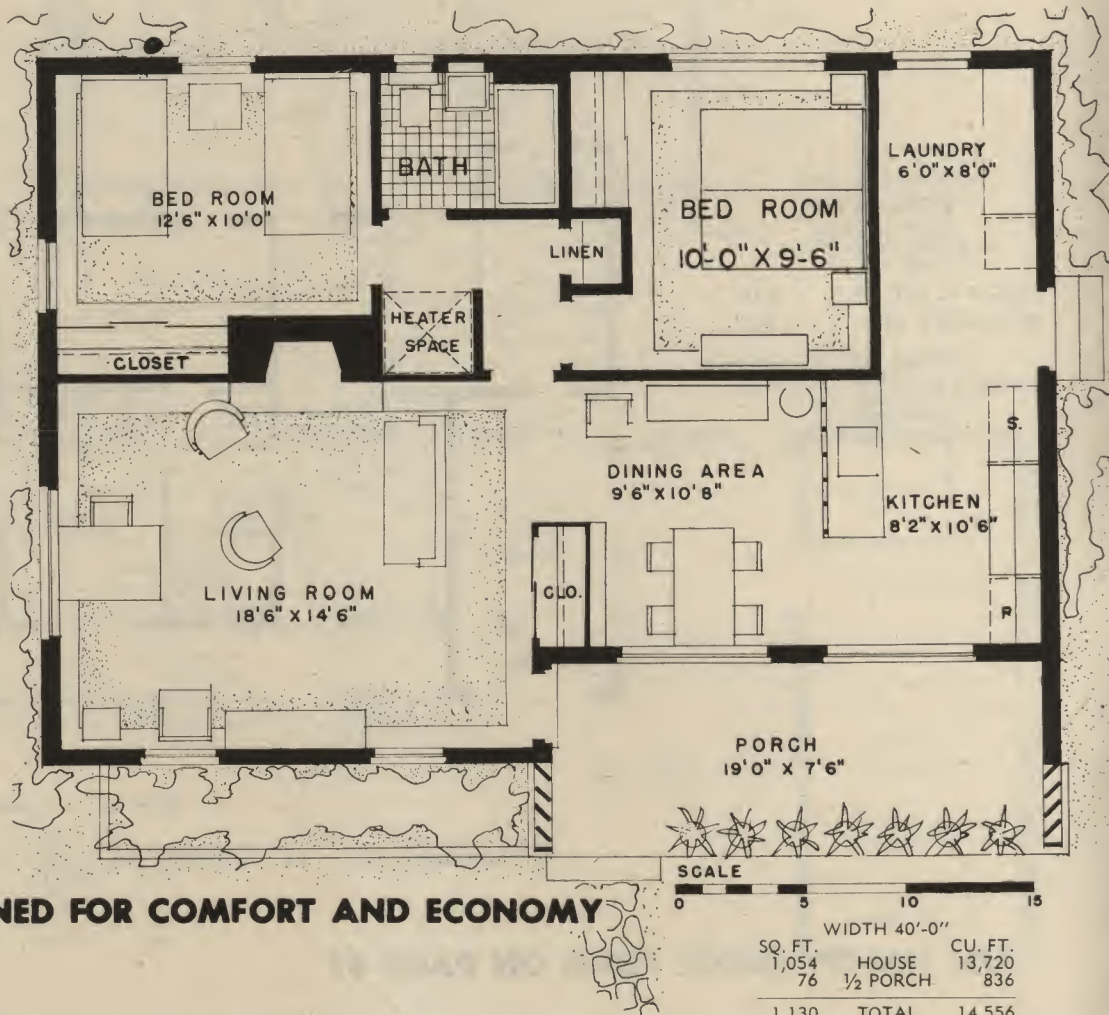 BED ROOM
12'6" X 10'0"
BATH
LINEN
BED ROOM
10'-0" X 9'-6"
LAUNDRY
6'0" X 8'0"
HEATER
SPACE
CLOSET
DINING AREA
9'6" X 10'8"
S.
KITCHEN
8'2" X 10'6"
LIVING ROOM
18'6" X 14'6"
CLO.
R
PORCH
19'0" X 7'6"
NED FOR COMFORT AND ECONOMY
SCALE
0 5 10 15
WIDTH 40'-0"
SQ. FT. CU. FT.
1,054 HOUSE 13,720
76 ½ PORCH 836
1,130 TOTAL 14,556